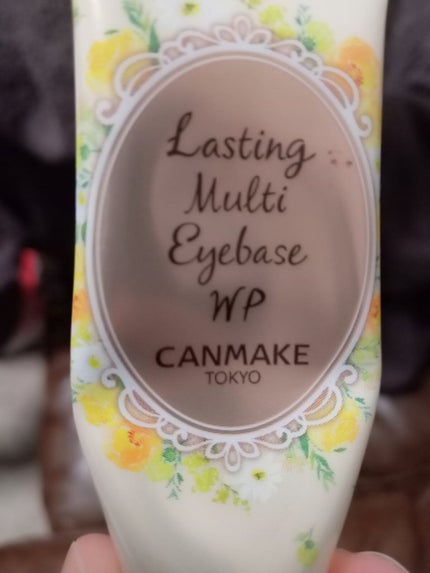 Lasting
Multi
Eyebase
WP
CANMAKE
TOKYO